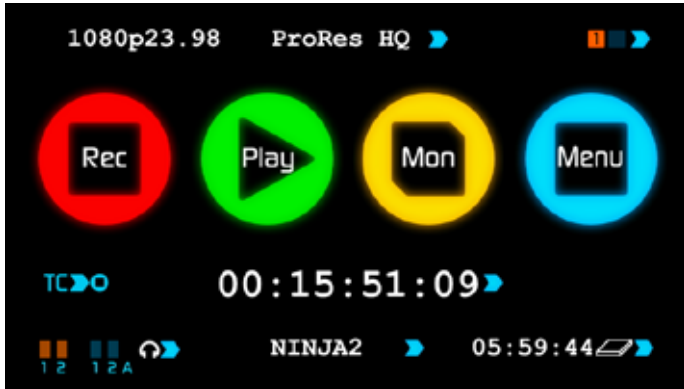 1080p23.98 ProRes HQ 1
Rec Play Mon Menu
TC 00:15:51:09
NINJA2 05:59:44
1 2 1 2 A